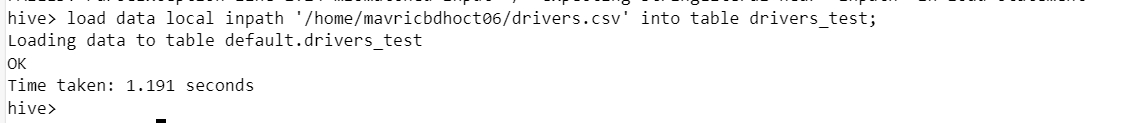 hive> load data local inpath '/home/mavricbdhoct06/drivers.csv' into table drivers_test;
Loading data to table default.drivers_test
OK
Time taken: 1.191 seconds
hive>